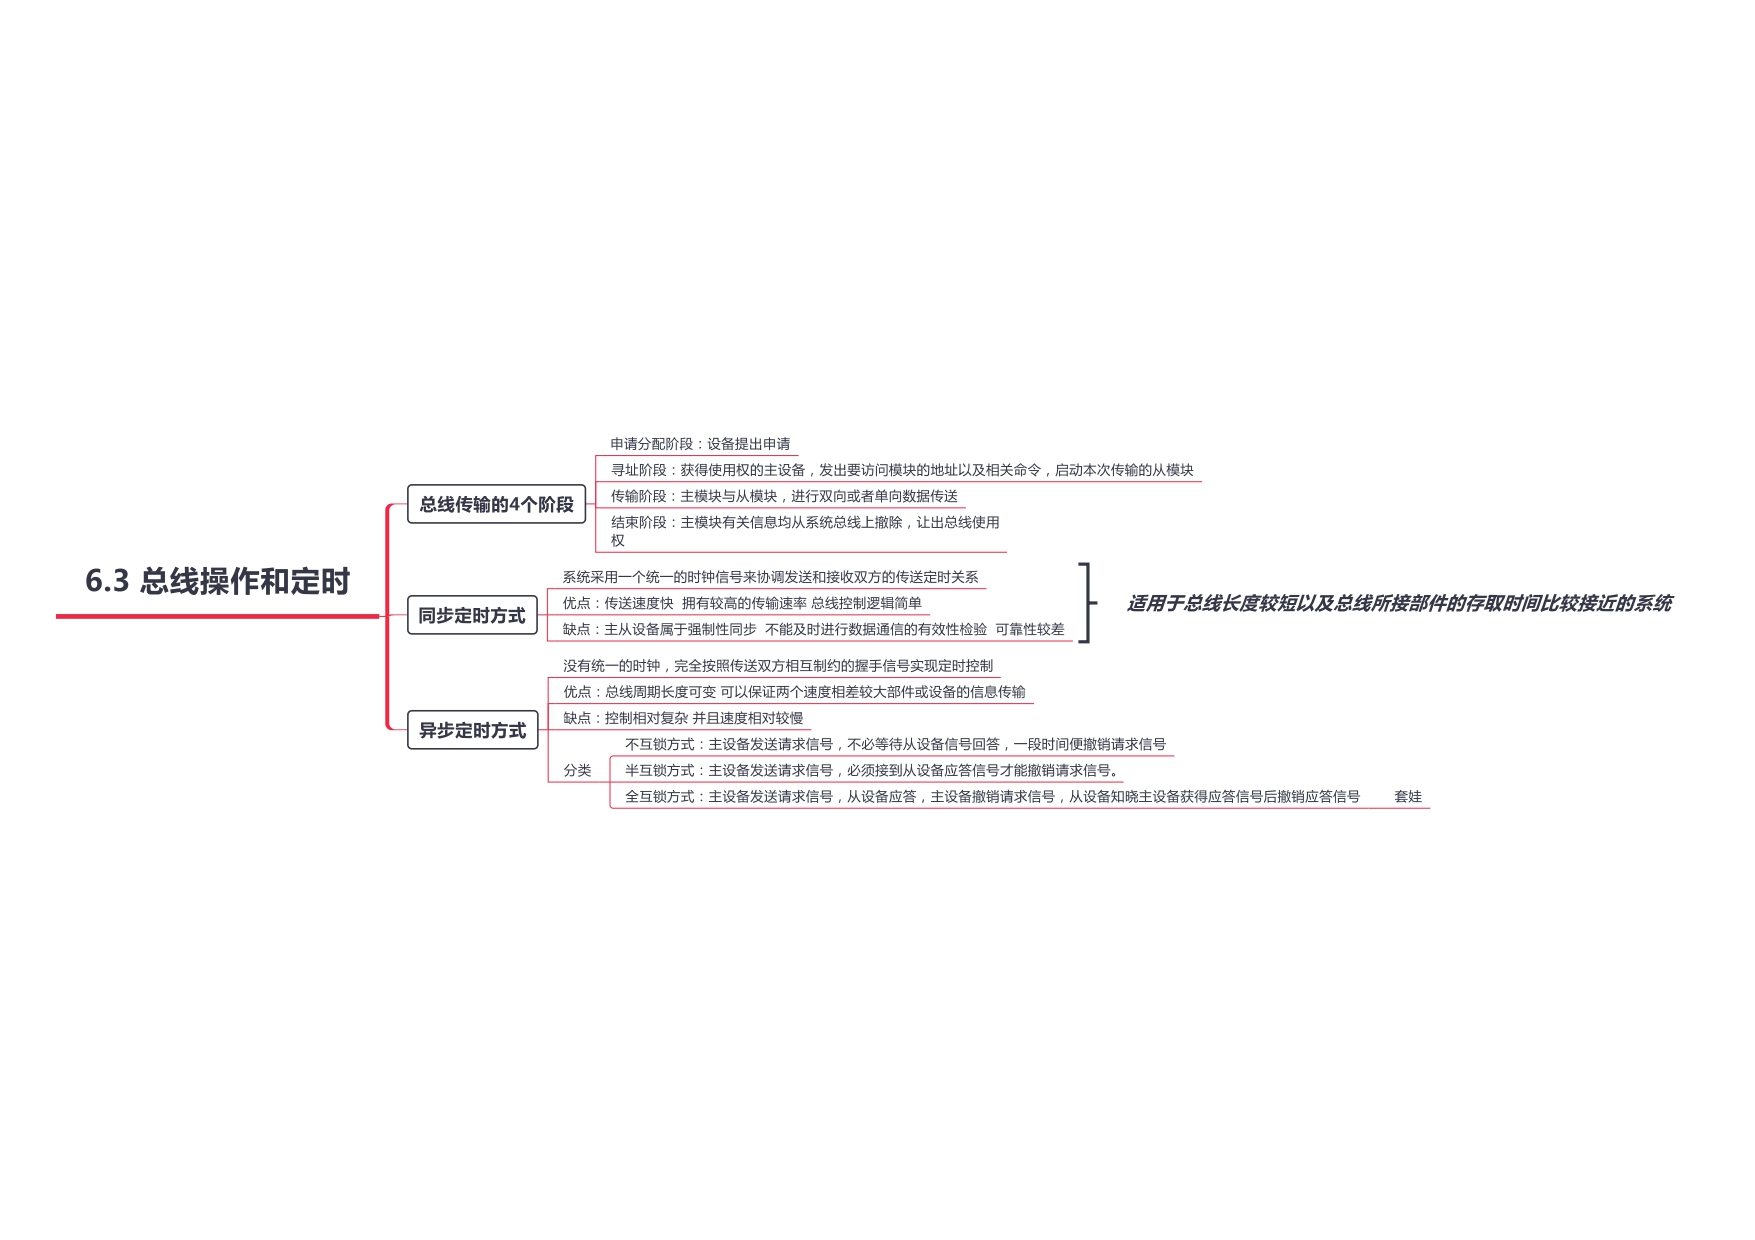 6.3 总线操作和定时
总线传输的4个阶段
申请分配阶段：设备提出申请
寻址阶段：获得使用权的主设备，发出要访问模块的地址以及相关命令，启动本次传输的从模块
传输阶段：主模块与从模块，进行双向或者单向数据传送
结束阶段：主模块有关信息均从系统总线上撤除，让出总线使用
权
同步定时方式
系统采用一个统一的时钟信号来协调发送和接收双方的传送定时关系
优点：传送速度快 拥有较高的传输速率 总线控制逻辑简单
缺点：主从设备属于强制性同步 不能及时进行数据通信的有效性检验 可靠性较差
适用于总线长度较短以及总线所接部件的存取时间比较接近的系统
异步定时方式
没有统一的时钟，完全按照传送双方相互制约的握手信号实现定时控制
优点：总线周期长度可变 可以保证两个速度相差较大部件或设备的信息传输
缺点：控制相对复杂 并且速度相对较慢
分类
不互锁方式：主设备发送请求信号，不必等待从设备信号回答，一段时间便撤销请求信号
半互锁方式：主设备发送请求信号，必须接到从设备应答信号才能撤销请求信号。
全互锁方式：主设备发送请求信号，从设备应答，主设备撤销请求信号，从设备知晓主设备获得应答信号后撤销应答信号 套娃